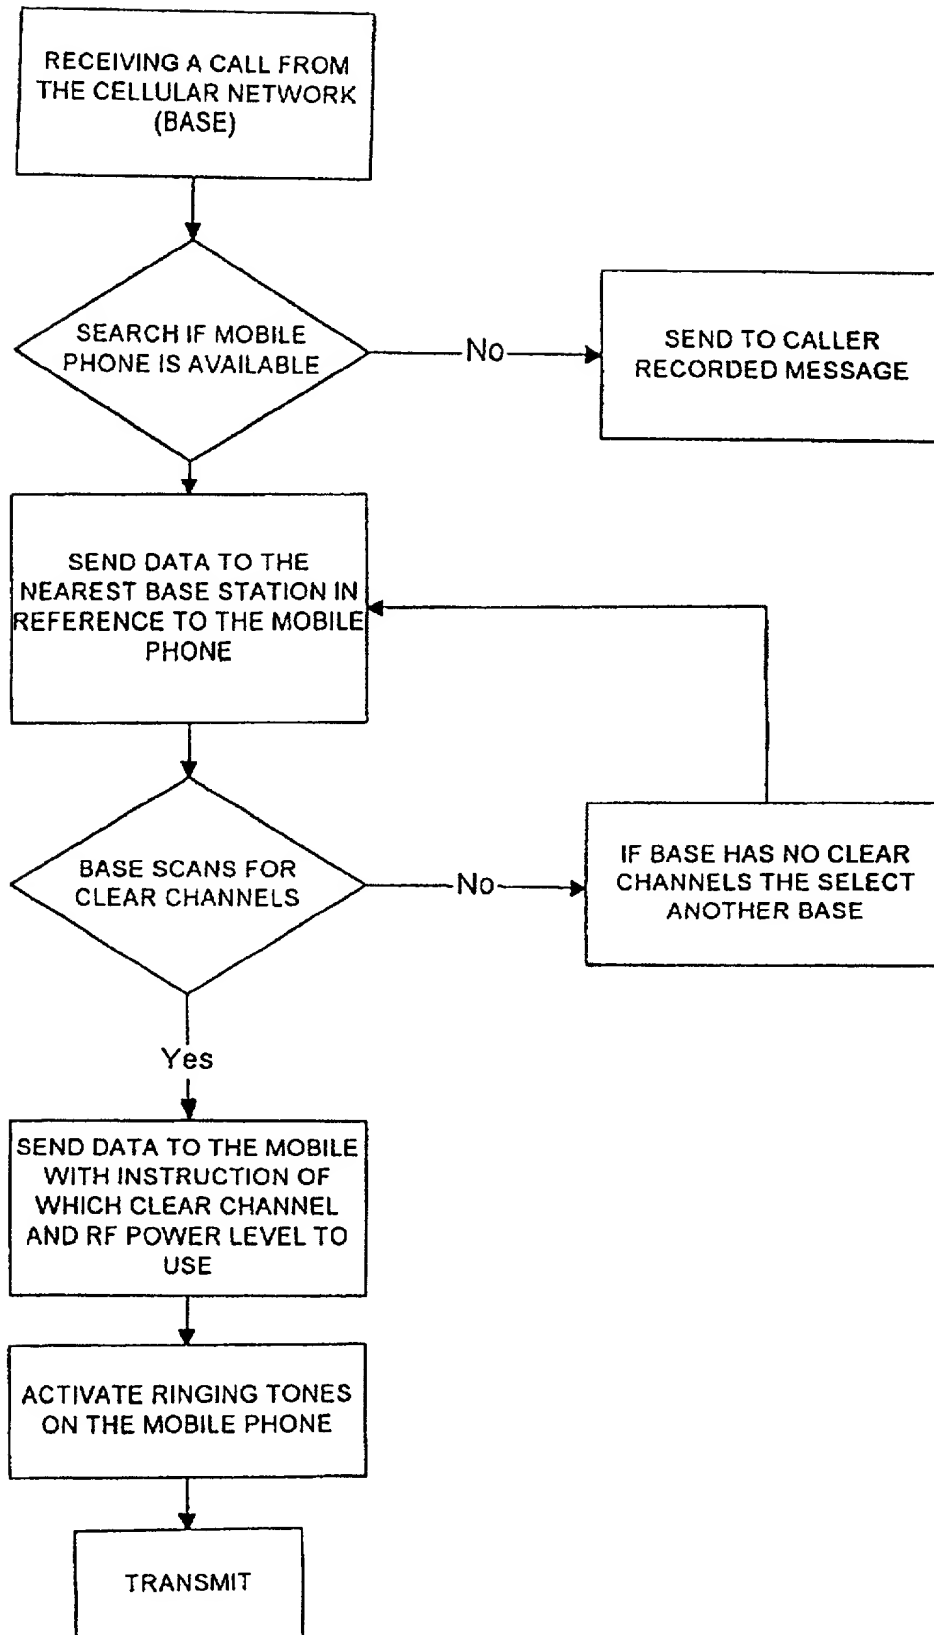 RECEIVING A CALL FROM
THE CELLULAR NETWORK
(BASE)
SEARCH IF MOBILE
PHONE IS AVAILABLE
No
SEND TO CALLER
RECORDED MESSAGE
SEND DATA TO THE
NEAREST BASE STATION IN
REFERENCE TO THE MOBILE
PHONE
BASE SCANS FOR
CLEAR CHANNELS
No
IF BASE HAS NO CLEAR
CHANNELS THE SELECT
ANOTHER BASE
Yes
SEND DATA TO THE MOBILE
WITH INSTRUCTION OF
WHICH CLEAR CHANNEL
AND RF POWER LEVEL TO
USE
ACTIVATE RINGING TONES
ON THE MOBILE PHONE
TRANSMIT